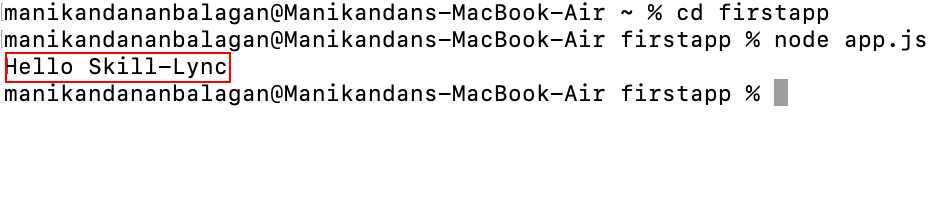 manikandananbalagan@Manikandans-MacBook-Air ~ % cd firstapp
manikandananbalagan@Manikandans-MacBook-Air firstapp % node app.js
Hello Skill-Lync
manikandananbalagan@Manikandans-MacBook-Air firstapp %